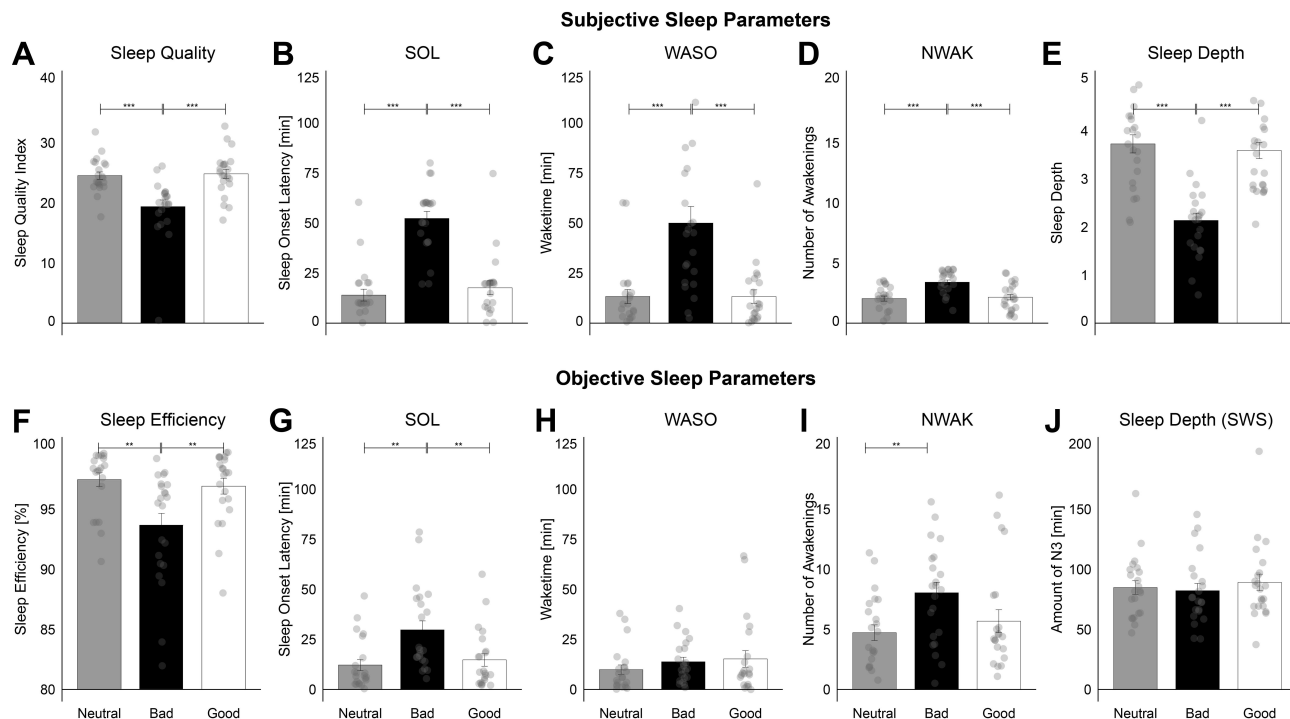 Subjective Sleep Parameters
A Sleep Quality
Sleep Quality Index
40
30
20
10
0
*** ***
B SOL
Sleep Onset Latency [min]
125
100
75
50
25
0
*** ***
C WASO
Waketime [min]
125
100
75
50
25
0
*** ***
D NWAK
Number of Awakenings
20
15
10
5
0
*** ***
E Sleep Depth
Sleep Depth
5
4
3
2
1
0
*** ***
Objective Sleep Parameters
F Sleep Efficiency
Sleep Efficiency [%]
100
95
90
85
80
** **
Neutral Bad Good
G SOL
Sleep Onset Latency [min]
125
100
75
50
25
0
** **
Neutral Bad Good
H WASO
Waketime [min]
125
100
75
50
25
0
Neutral Bad Good
I NWAK
Number of Awakenings
20
15
10
5
0
**
Neutral Bad Good
J Sleep Depth (SWS)
Amount of N3 [min]
200
150
100
50
0
Neutral Bad Good